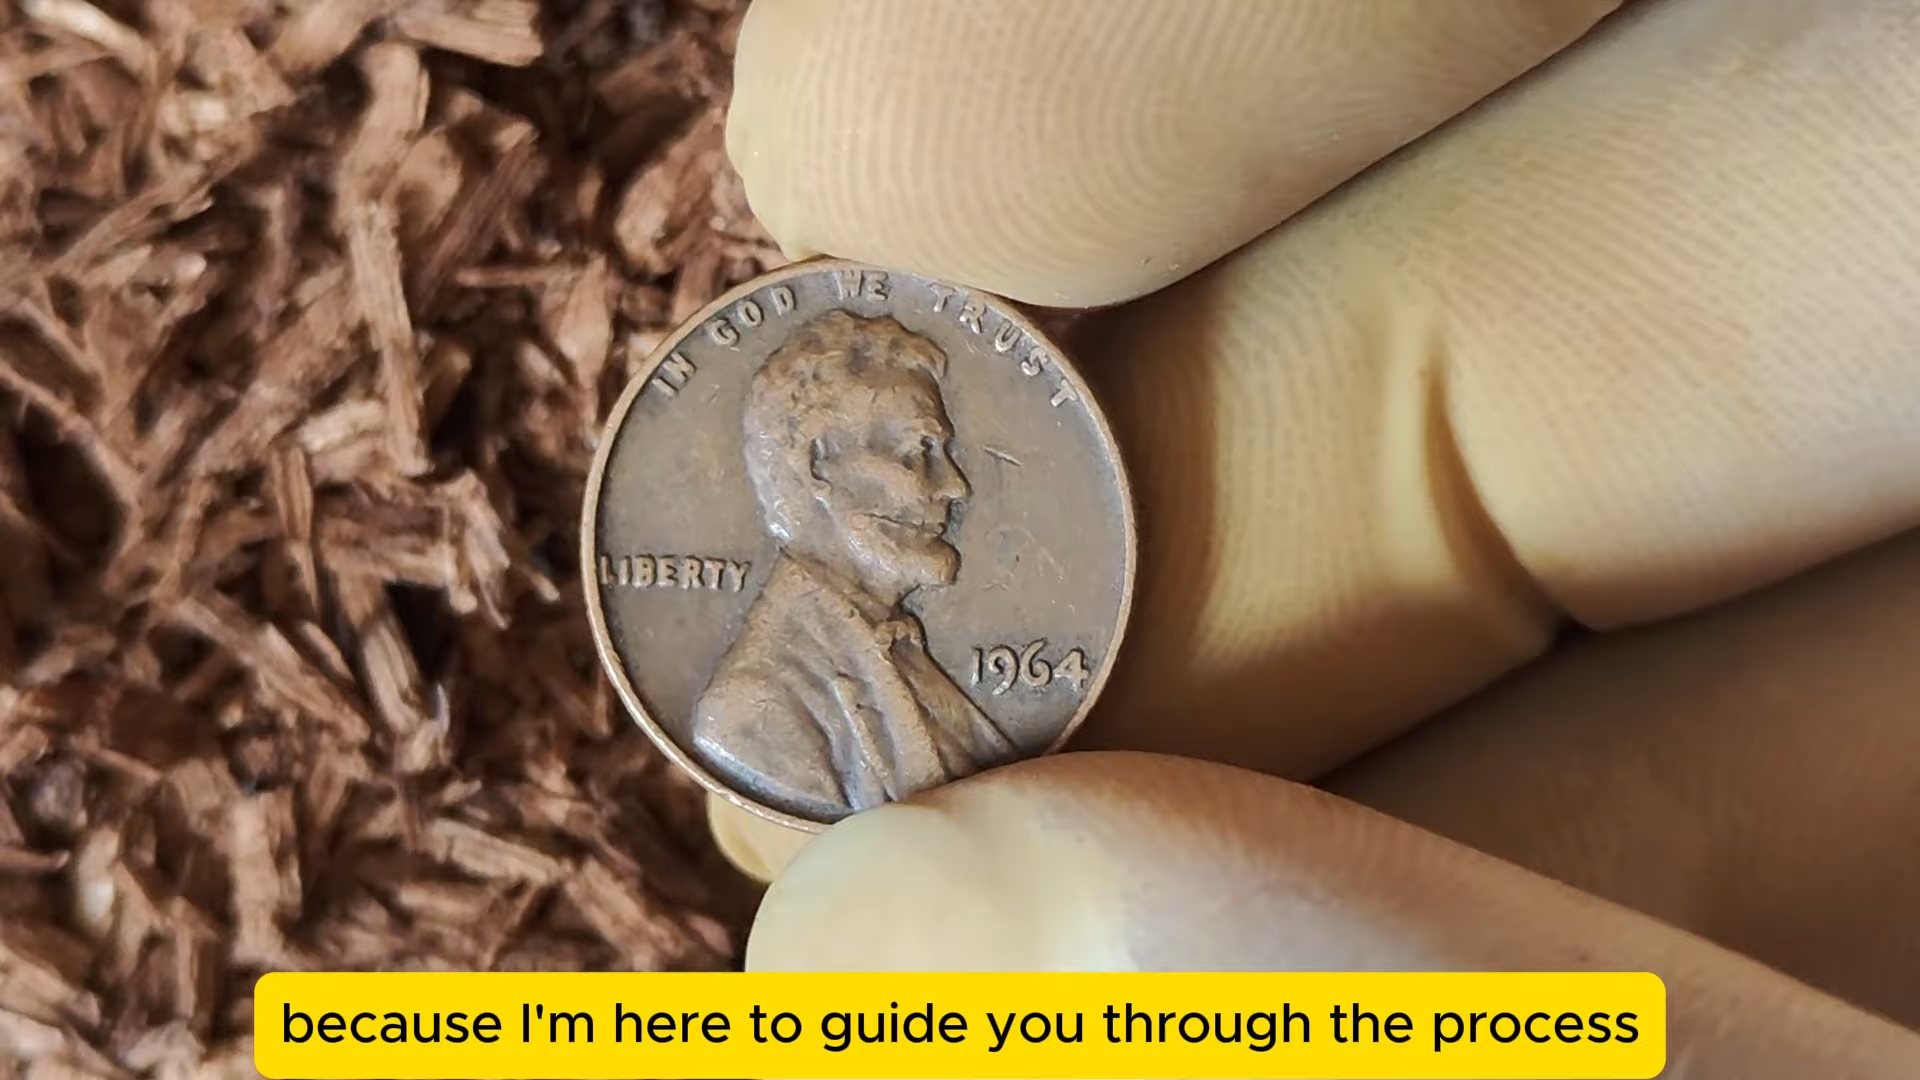 IN GOD WE TRUST
LIBERTY
1964
because I'm here to guide you through the process